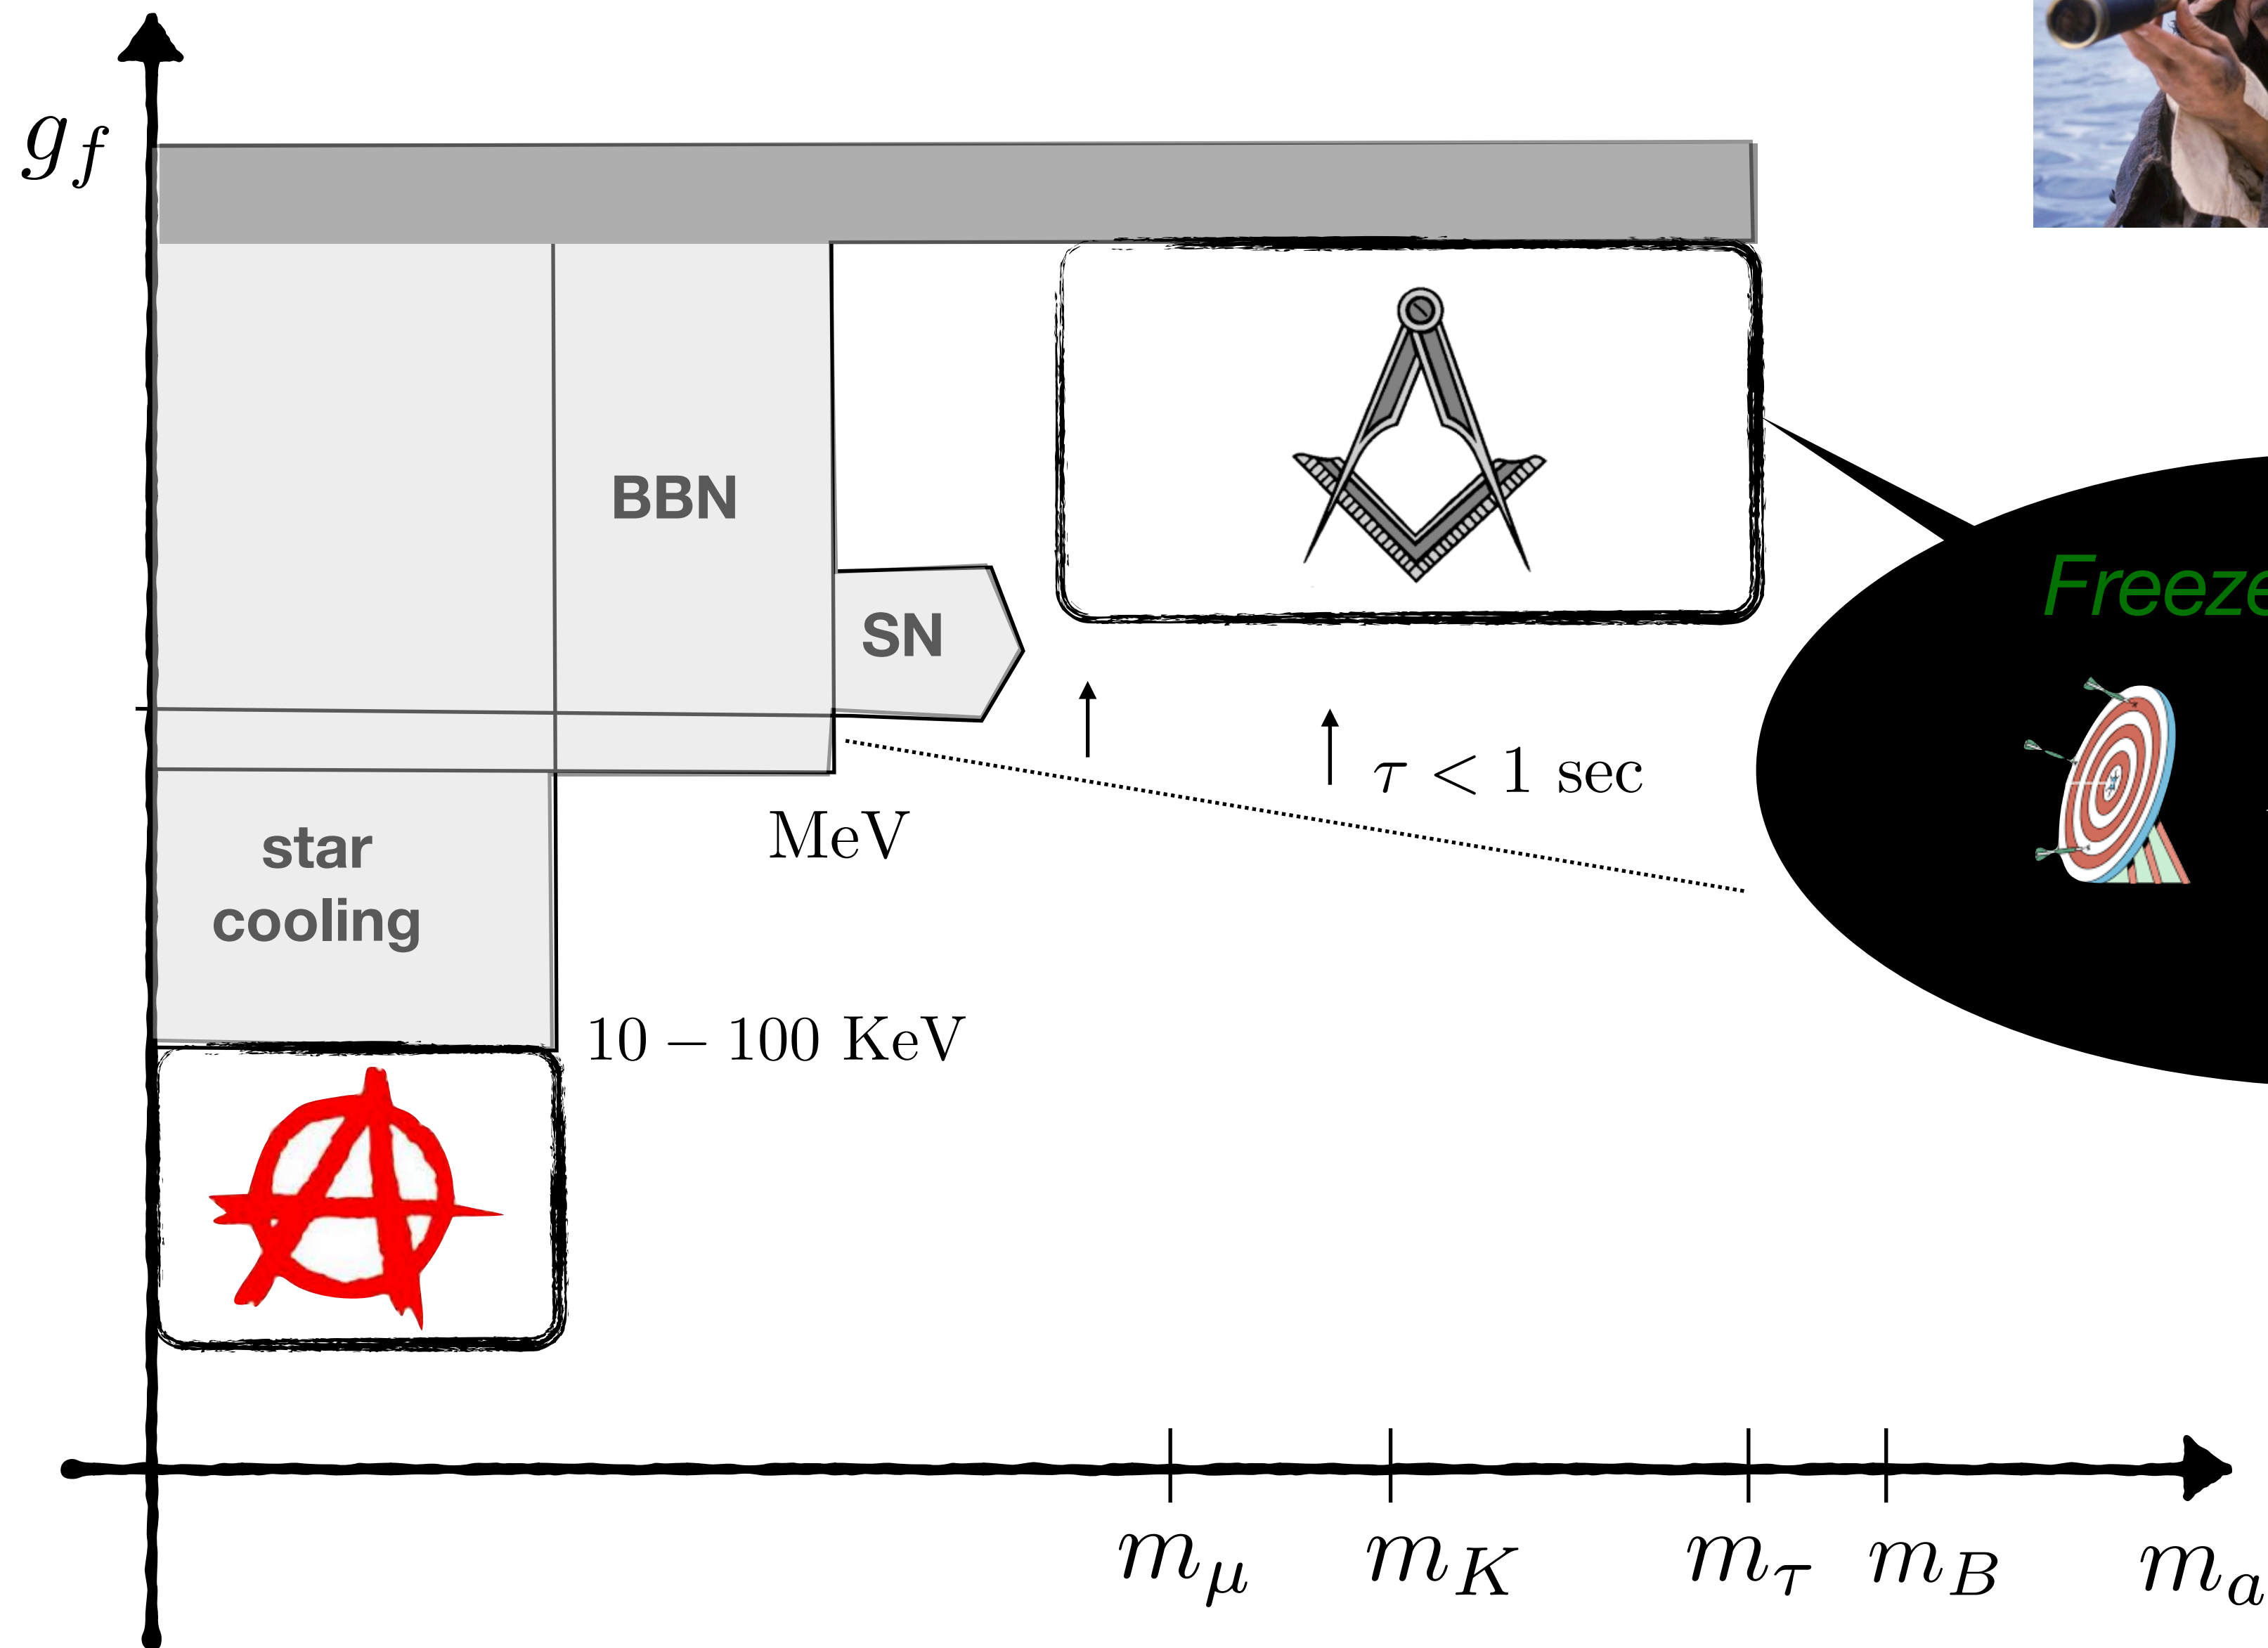 g_f
BBN
SN
τ < 1 sec
MeV
star
cooling
10 – 100 KeV
m_μ m_K m_τ m_B m_a